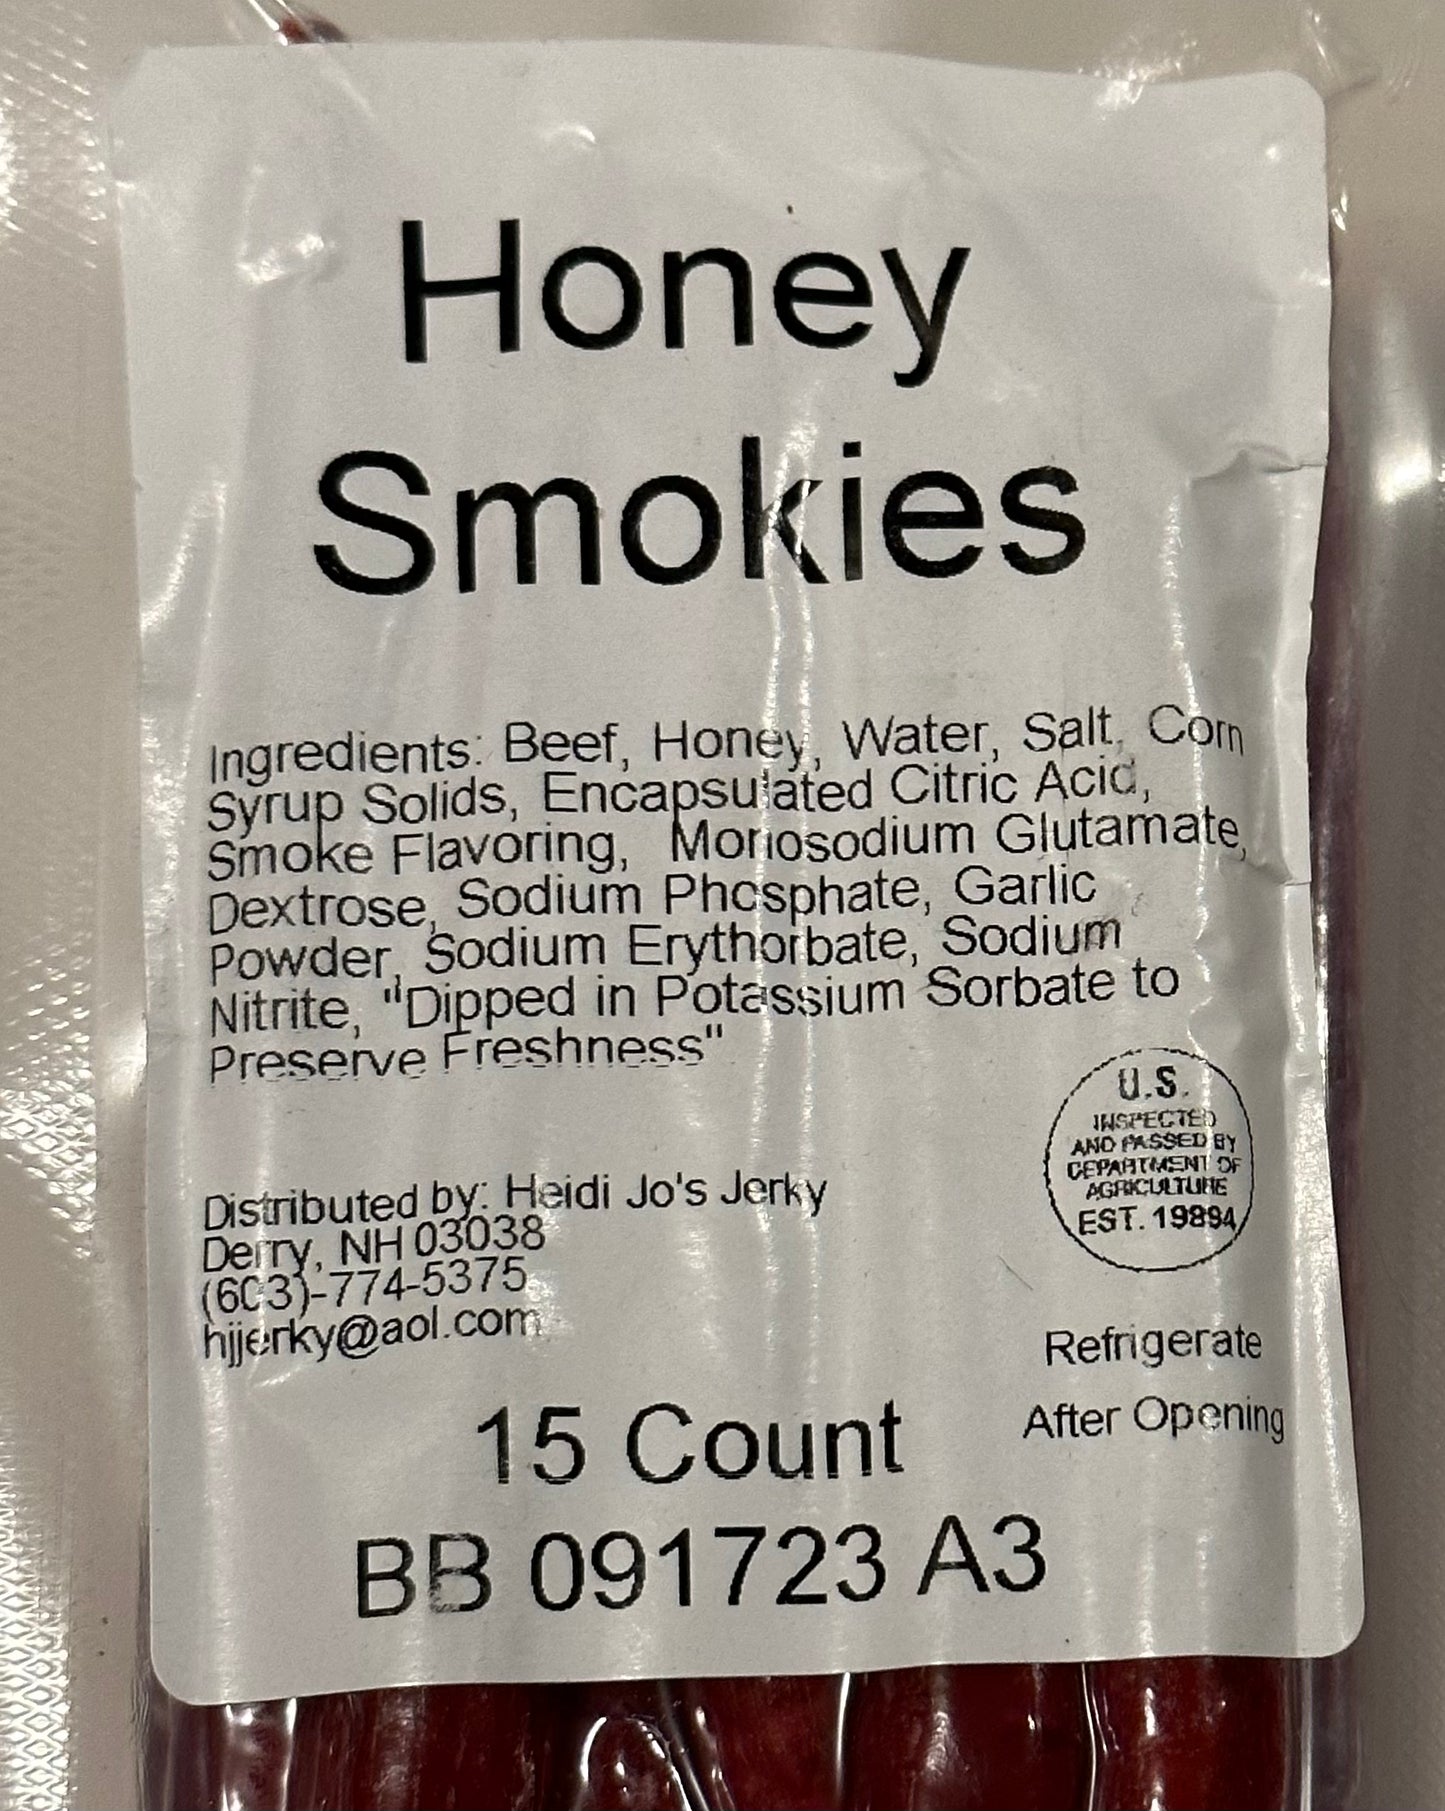 Honey
Smokies
Ingredients: Beef, Honey, Water, Salt, Corn
Syrup Solids, Encapsulated Citric Acid,
Smoke Flavoring, Monosodium Glutamate,
Dextrose, Sodium Phosphate, Garlic
Powder, Sodium Erythorbate, Sodium
Nitrite, "Dipped in Potassium Sorbate to
Preserve Freshness"
U.S.
INSPECTED
AND PASSED BY
DEPARTMENT OF
AGRICULTURE
EST. 19894
Distributed by: Heidi Jo's Jerky
Derry, NH 03038
(603)-774-5375
hjjerky@aol.com
Refrigerate
After Opening
15 Count
BB 091723 A3